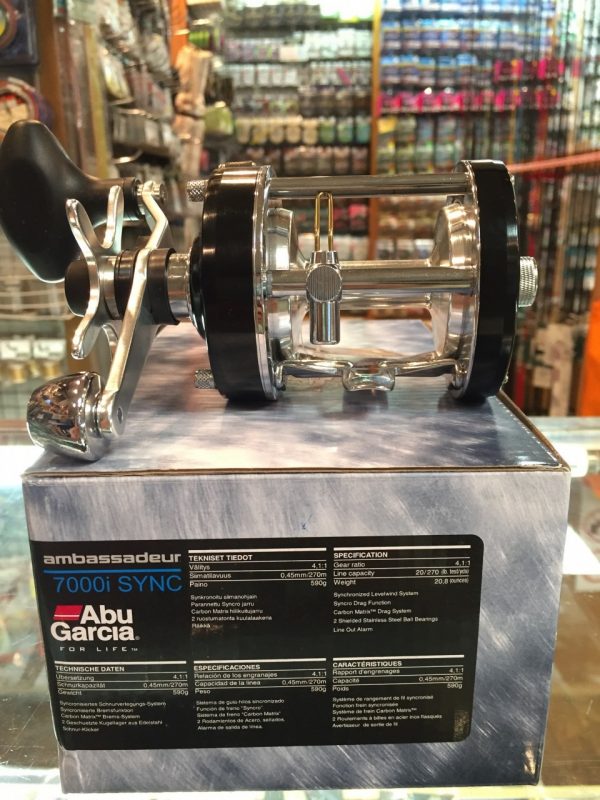 ambassadeur
7000i SYNC
Abu
Garcia®
FOR LIFE™
TEKNISET TIEDOT
Välitys 4,1:1
Siimatilavuus 0,45mm/270m
Paino 590g
Synkronoitu siimanohjain
Parannettu Syncro jarru
Carbon Matrix hiilikuitujarru
2 ruostumatonta kuulalaakeria
Räikkä
SPECIFICATION
Gear ratio 4,1:1
Line capacity 20/270 (lb. test/yds)
Weight 20,8 (ounces)
Synchronized Levelwind System
Syncro Drag Function
Carbon Matrix™ Drag System
2 Shielded Stainless Steel Ball Bearings
Line Out Alarm
TECHNISCHE DATEN
Übersetzung 4.1:1
Schnurkapazität 0,45mm/270m
Gewicht 590g
Syncronisiertes Schnurverlegungs-System
Syncronisierte Bremsfunktion
Carbon Matrix™ Brems-System
2 Geschützte Kugellager aus Edelstahl
Schnur-Klicker
ESPECIFICACIONES
Relación de los engranajes 4.1:1
Capacidad de la línea 0,45mm/270m
Peso 590g
Sistema de guía hilos sincronizado
Función de freno "Syncro"
Sistema de freno "Carbon Matrix"
2 Rodamientos de Acero, sellados.
Alarma de salida de línea.
CARACTÉRISTIQUES
Rapport d'engrenages 4.1:1
Capacité 0,45mm/270m
Poids 590g
Système de rangement de fil syncronisé
Fonction frein syncronisée
Système de frein Carbon Matrix™
2 Roulements à billes en acier inox flasqués
Avertisseur de sortie de fil